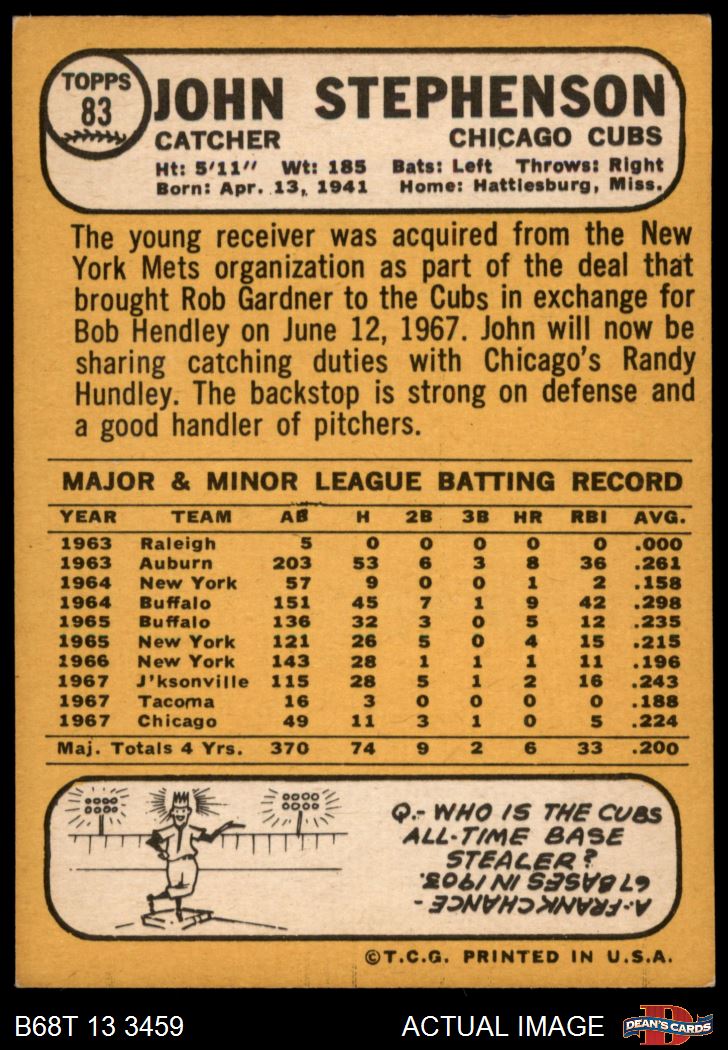 TOPPS
83
JOHN STEPHENSON
CATCHER CHICAGO CUBS
Ht: 5'11" Wt: 185 Bats: Left Throws: Right
Born: Apr. 13, 1941 Home: Hattiesburg, Miss.
The young receiver was acquired from the New
York Mets organization as part of the deal that
brought Rob Gardner to the Cubs in exchange for
Bob Hendley on June 12, 1967. John will now be
sharing catching duties with Chicago's Randy
Hundley. The backstop is strong on defense and
a good handler of pitchers.
MAJOR & MINOR LEAGUE BATTING RECORD
YEAR TEAM AB H 2B 3B HR RBI AVG.
1963 Raleigh 5 0 0 0 0 0 .000
1963 Auburn 203 53 6 3 8 36 .261
1964 New York 57 9 0 0 1 2 .158
1964 Buffalo 151 45 7 1 9 42 .298
1965 Buffalo 136 32 3 0 5 12 .235
1965 New York 121 26 5 0 4 15 .215
1966 New York 143 28 1 1 1 11 .196
1967 J'ksonville 115 28 5 1 2 16 .243
1967 Tacoma 16 3 0 0 0 0 .188
1967 Chicago 49 11 3 1 0 5 .224
Maj. Totals 4 Yrs. 370 74 9 2 6 33 .200
Q.- WHO IS THE CUBS
ALL-TIME BASE
STEALER?
A.-FRANK CHANCE -
67 BASES IN 1903.
©T.C.G. PRINTED IN U.S.A.
B68T 13 3459 ACTUAL IMAGE
D
DEAN'S CARDS